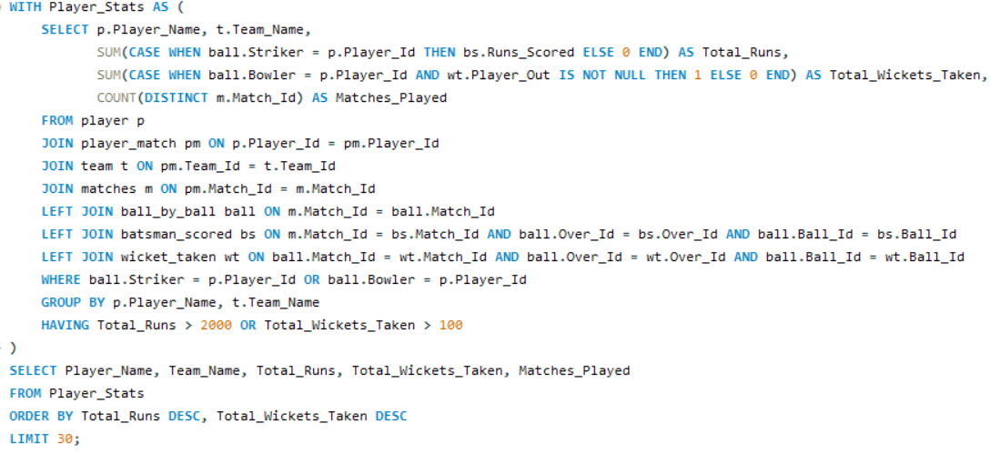 WITH Player_Stats AS (
SELECT p.Player_Name, t.Team_Name,
SUM(CASE WHEN ball.Striker = p.Player_Id THEN bs.Runs_Scored ELSE 0 END) AS Total_Runs,
SUM(CASE WHEN ball.Bowler = p.Player_Id AND wt.Player_Out IS NOT NULL THEN 1 ELSE 0 END) AS Total_Wickets_Taken,
COUNT(DISTINCT m.Match_Id) AS Matches_Played
FROM player p
JOIN player_match pm ON p.Player_Id = pm.Player_Id
JOIN team t ON pm.Team_Id = t.Team_Id
JOIN matches m ON pm.Match_Id = m.Match_Id
LEFT JOIN ball_by_ball ball ON m.Match_Id = ball.Match_Id
LEFT JOIN batsman_scored bs ON m.Match_Id = bs.Match_Id AND ball.Over_Id = bs.Over_Id AND ball.Ball_Id = bs.Ball_Id
LEFT JOIN wicket_taken wt ON ball.Match_Id = wt.Match_Id AND ball.Over_Id = wt.Over_Id AND ball.Ball_Id = wt.Ball_Id
WHERE ball.Striker = p.Player_Id OR ball.Bowler = p.Player_Id
GROUP BY p.Player_Name, t.Team_Name
HAVING Total_Runs > 2000 OR Total_Wickets_Taken > 100
)
SELECT Player_Name, Team_Name, Total_Runs, Total_Wickets_Taken, Matches_Played
FROM Player_Stats
ORDER BY Total_Runs DESC, Total_Wickets_Taken DESC
LIMIT 30;